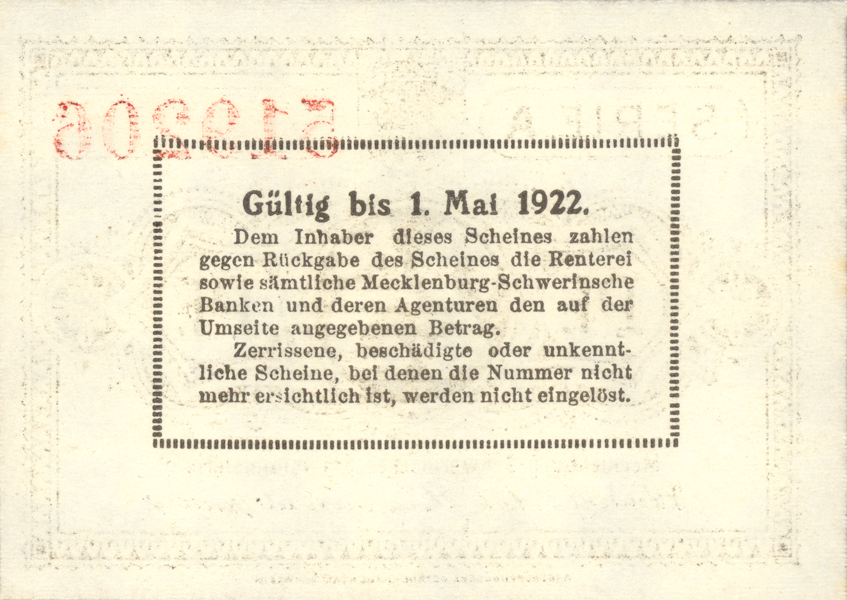 519206
SERIE A
Gültig bis 1. Mai 1922.
Dem Inhaber dieses Scheines zahlen
gegen Rückgabe des Scheines die Renterei
sowie sämtliche Mecklenburg-Schwerinsche
Banken und deren Agenturen den auf der
Umseite angegebenen Betrag.
Zerrissene, beschädigte oder unkennt-
liche Scheine, bei denen die Nummer nicht
mehr ersichtlich ist, werden nicht eingelöst.